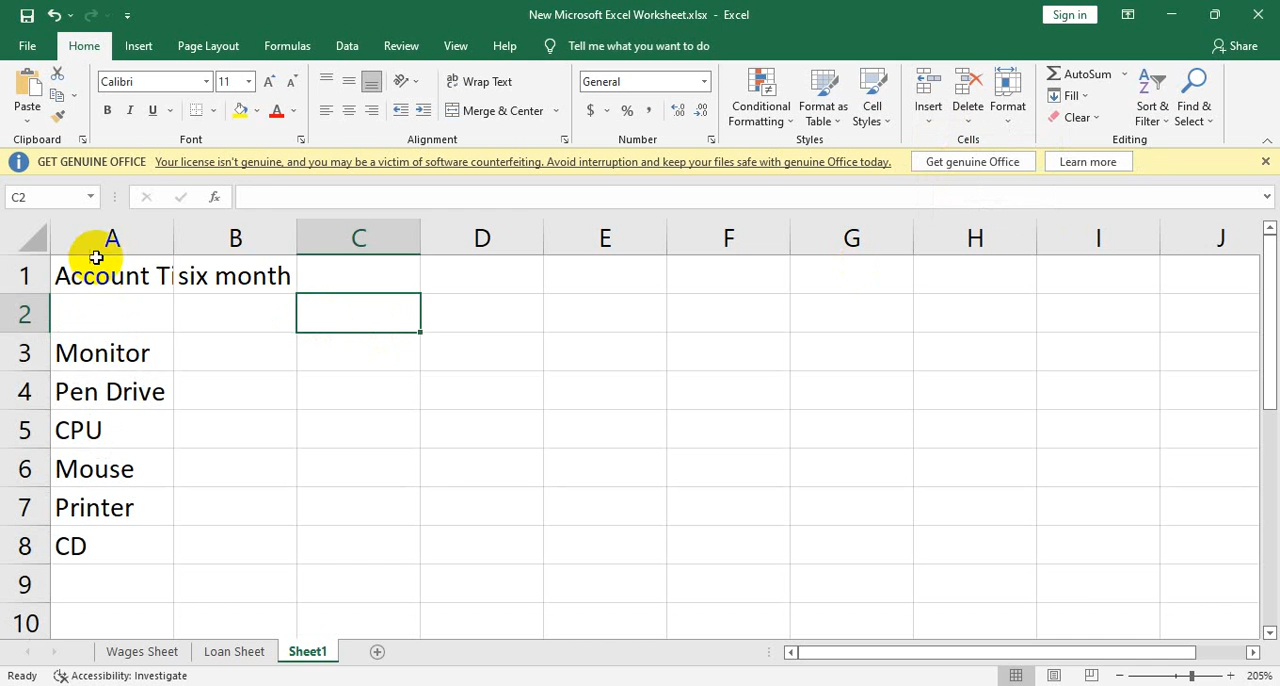 New Microsoft Excel Worksheet.xlsx - Excel
Sign in
File Home Insert Page Layout Formulas Data Review View Help Tell me what you want to do Share
Paste
Calibri 11
B I U A
Wrap Text
Merge & Center
General
$ % ,
Conditional Formatting
Format as Table
Cell Styles
Insert Delete Format
AutoSum
Fill
Clear
Sort & Filter
Find & Select
Clipboard Font Alignment Number Styles Cells Editing
GET GENUINE OFFICE Your license isn't genuine, and you may be a victim of software counterfeiting. Avoid interruption and keep your files safe with genuine Office today. Get genuine Office Learn more
C2 fx
A B C D E F G H I J
1 Account Ti six month
2
3 Monitor
4 Pen Drive
5 CPU
6 Mouse
7 Printer
8 CD
9
10
Wages Sheet Loan Sheet Sheet1
Ready Accessibility: Investigate 205%